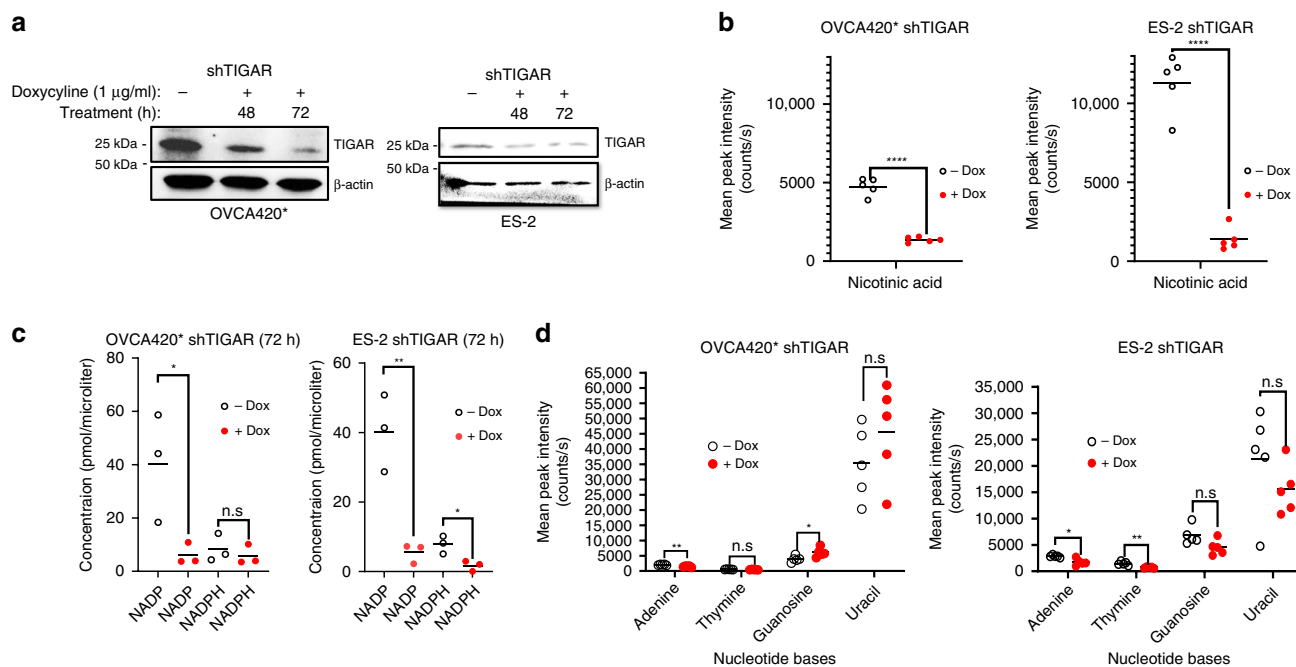 a
shTIGAR
Doxycyline (1 µg/ml) – + +
Treatment (h) 48 72
25 kDa
50 kDa
TIGAR
β-actin
OVCA420*
shTIGAR
– + +
48 72
25 kDa
50 kDa
TIGAR
β-actin
ES-2
b
OVCA420* shTIGAR
Mean peak intensity
(counts/s)
10,000
5000
0
****
– Dox
+ Dox
Nicotinic acid
ES-2 shTIGAR
Mean peak intensity
(counts/s)
10,000
5000
0
****
– Dox
+ Dox
Nicotinic acid
c
OVCA420* shTIGAR (72 h)
Concentraion (pmol/microliter)
80
60
40
20
0
*
n.s
– Dox
+ Dox
NADP
NADP
NADPH
NADPH
ES-2 shTIGAR (72 h)
Concentraion (pmol/microliter)
60
40
20
0
**
*
– Dox
+ Dox
NADP
NADP
NADPH
NADPH
d
OVCA420* shTIGAR
Mean peak intensity
(counts/s)
65,000
60,000
55,000
50,000
45,000
40,000
35,000
30,000
25,000
20,000
15,000
10,000
5000
0
– Dox
+ Dox
**
n.s
*
n.s
Adenine
Thymine
Guanosine
Uracil
Nucleotide bases
ES-2 shTIGAR
Mean peak intensity
(counts/s)
35,000
30,000
25,000
20,000
15,000
10,000
5000
0
– Dox
+ Dox
*
**
n.s
n.s
Adenine
Thymine
Guanosine
Uracil
Nucleotide bases